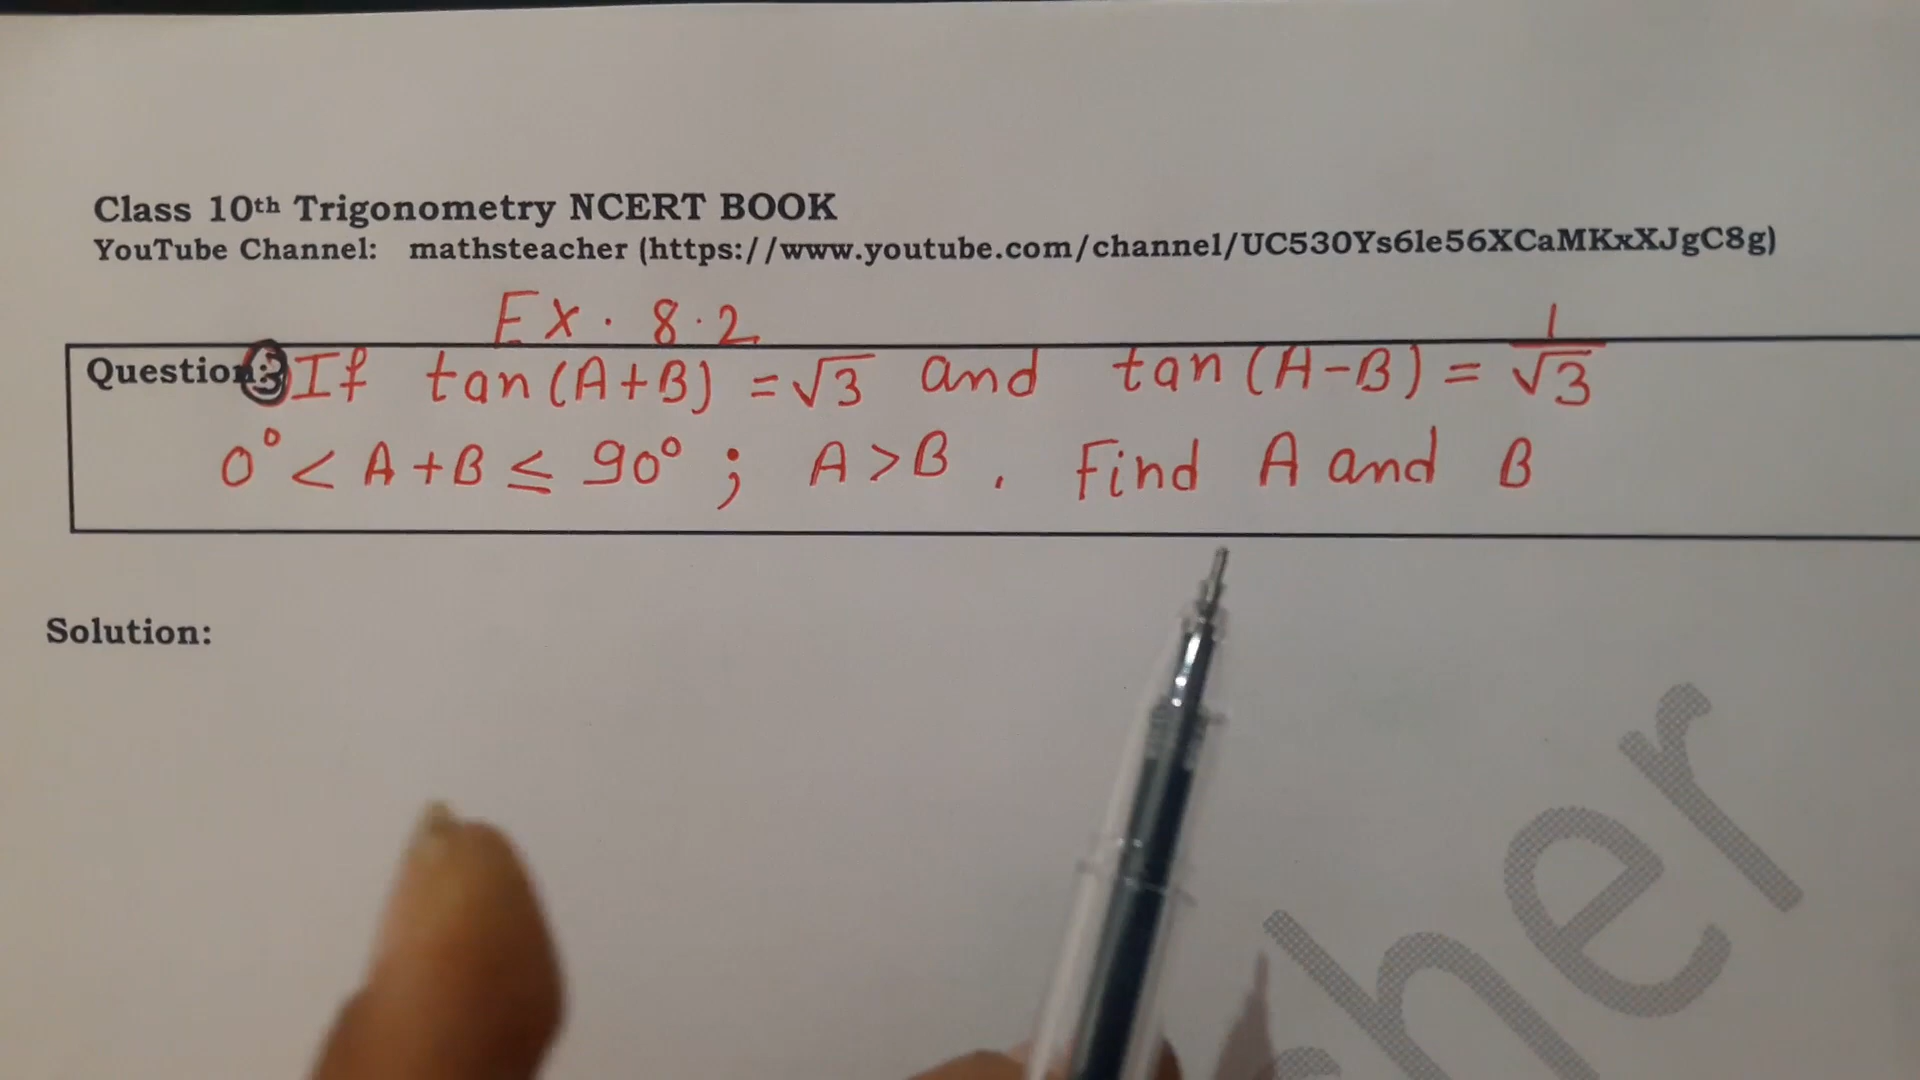 Class 10th Trigonometry NCERT BOOK
YouTube Channel: mathsteacher (https://www.youtube.com/channel/UC530Ys6le56XCaMKxXJgC8g)
Ex. 8.2
Question 3 If tan(A+B) = √3 and tan(A-B) = 1/√3
0° < A+B ≤ 90° ; A>B . Find A and B
Solution:
her